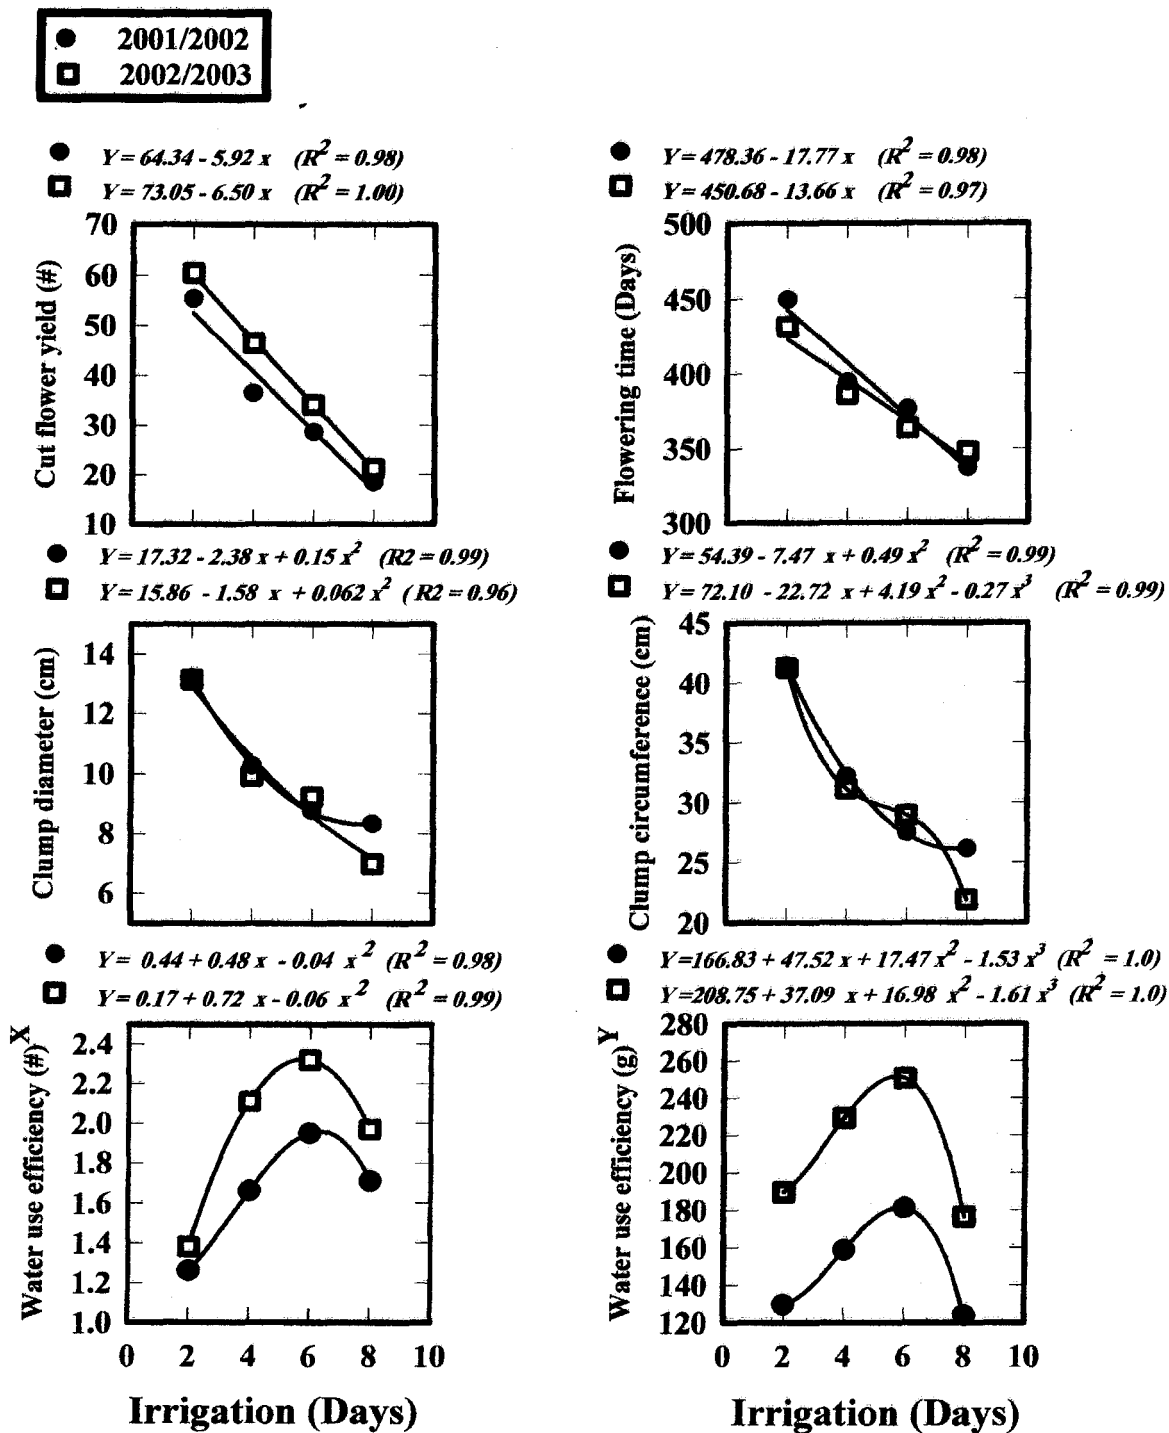 2001/2002
2002/2003
Y = 64.34 - 5.92 x (R² = 0.98)
Y = 73.05 - 6.50 x (R² = 1.00)
70
60
50
40
30
20
10
Cut flower yield (#)
Y = 478.36 - 17.77 x (R² = 0.98)
Y = 450.68 - 13.66 x (R² = 0.97)
500
450
400
350
300
Flowering time (Days)
Y = 17.32 - 2.38 x + 0.15 x² (R2 = 0.99)
Y = 15.86 - 1.58 x + 0.062 x² (R2 = 0.96)
14
12
10
8
6
Clump diameter (cm)
Y = 54.39 - 7.47 x + 0.49 x² (R² = 0.99)
Y = 72.10 - 22.72 x + 4.19 x² - 0.27 x³ (R² = 0.99)
45
40
35
30
25
20
Clump circumference (cm)
Y = 0.44 + 0.48 x - 0.04 x² (R² = 0.98)
Y = 0.17 + 0.72 x - 0.06 x² (R² = 0.99)
2.4
2.2
2.0
1.8
1.6
1.4
1.2
1.0
Water use efficiency (#)X
0 2 4 6 8 10
Irrigation (Days)
Y=166.83 + 47.52 x + 17.47 x² - 1.53 x³ (R² = 1.0)
Y=208.75 + 37.09 x + 16.98 x² - 1.61 x³ (R² = 1.0)
280
260
240
220
200
180
160
140
120
Water use efficiency (g)Y
0 2 4 6 8 10
Irrigation (Days)